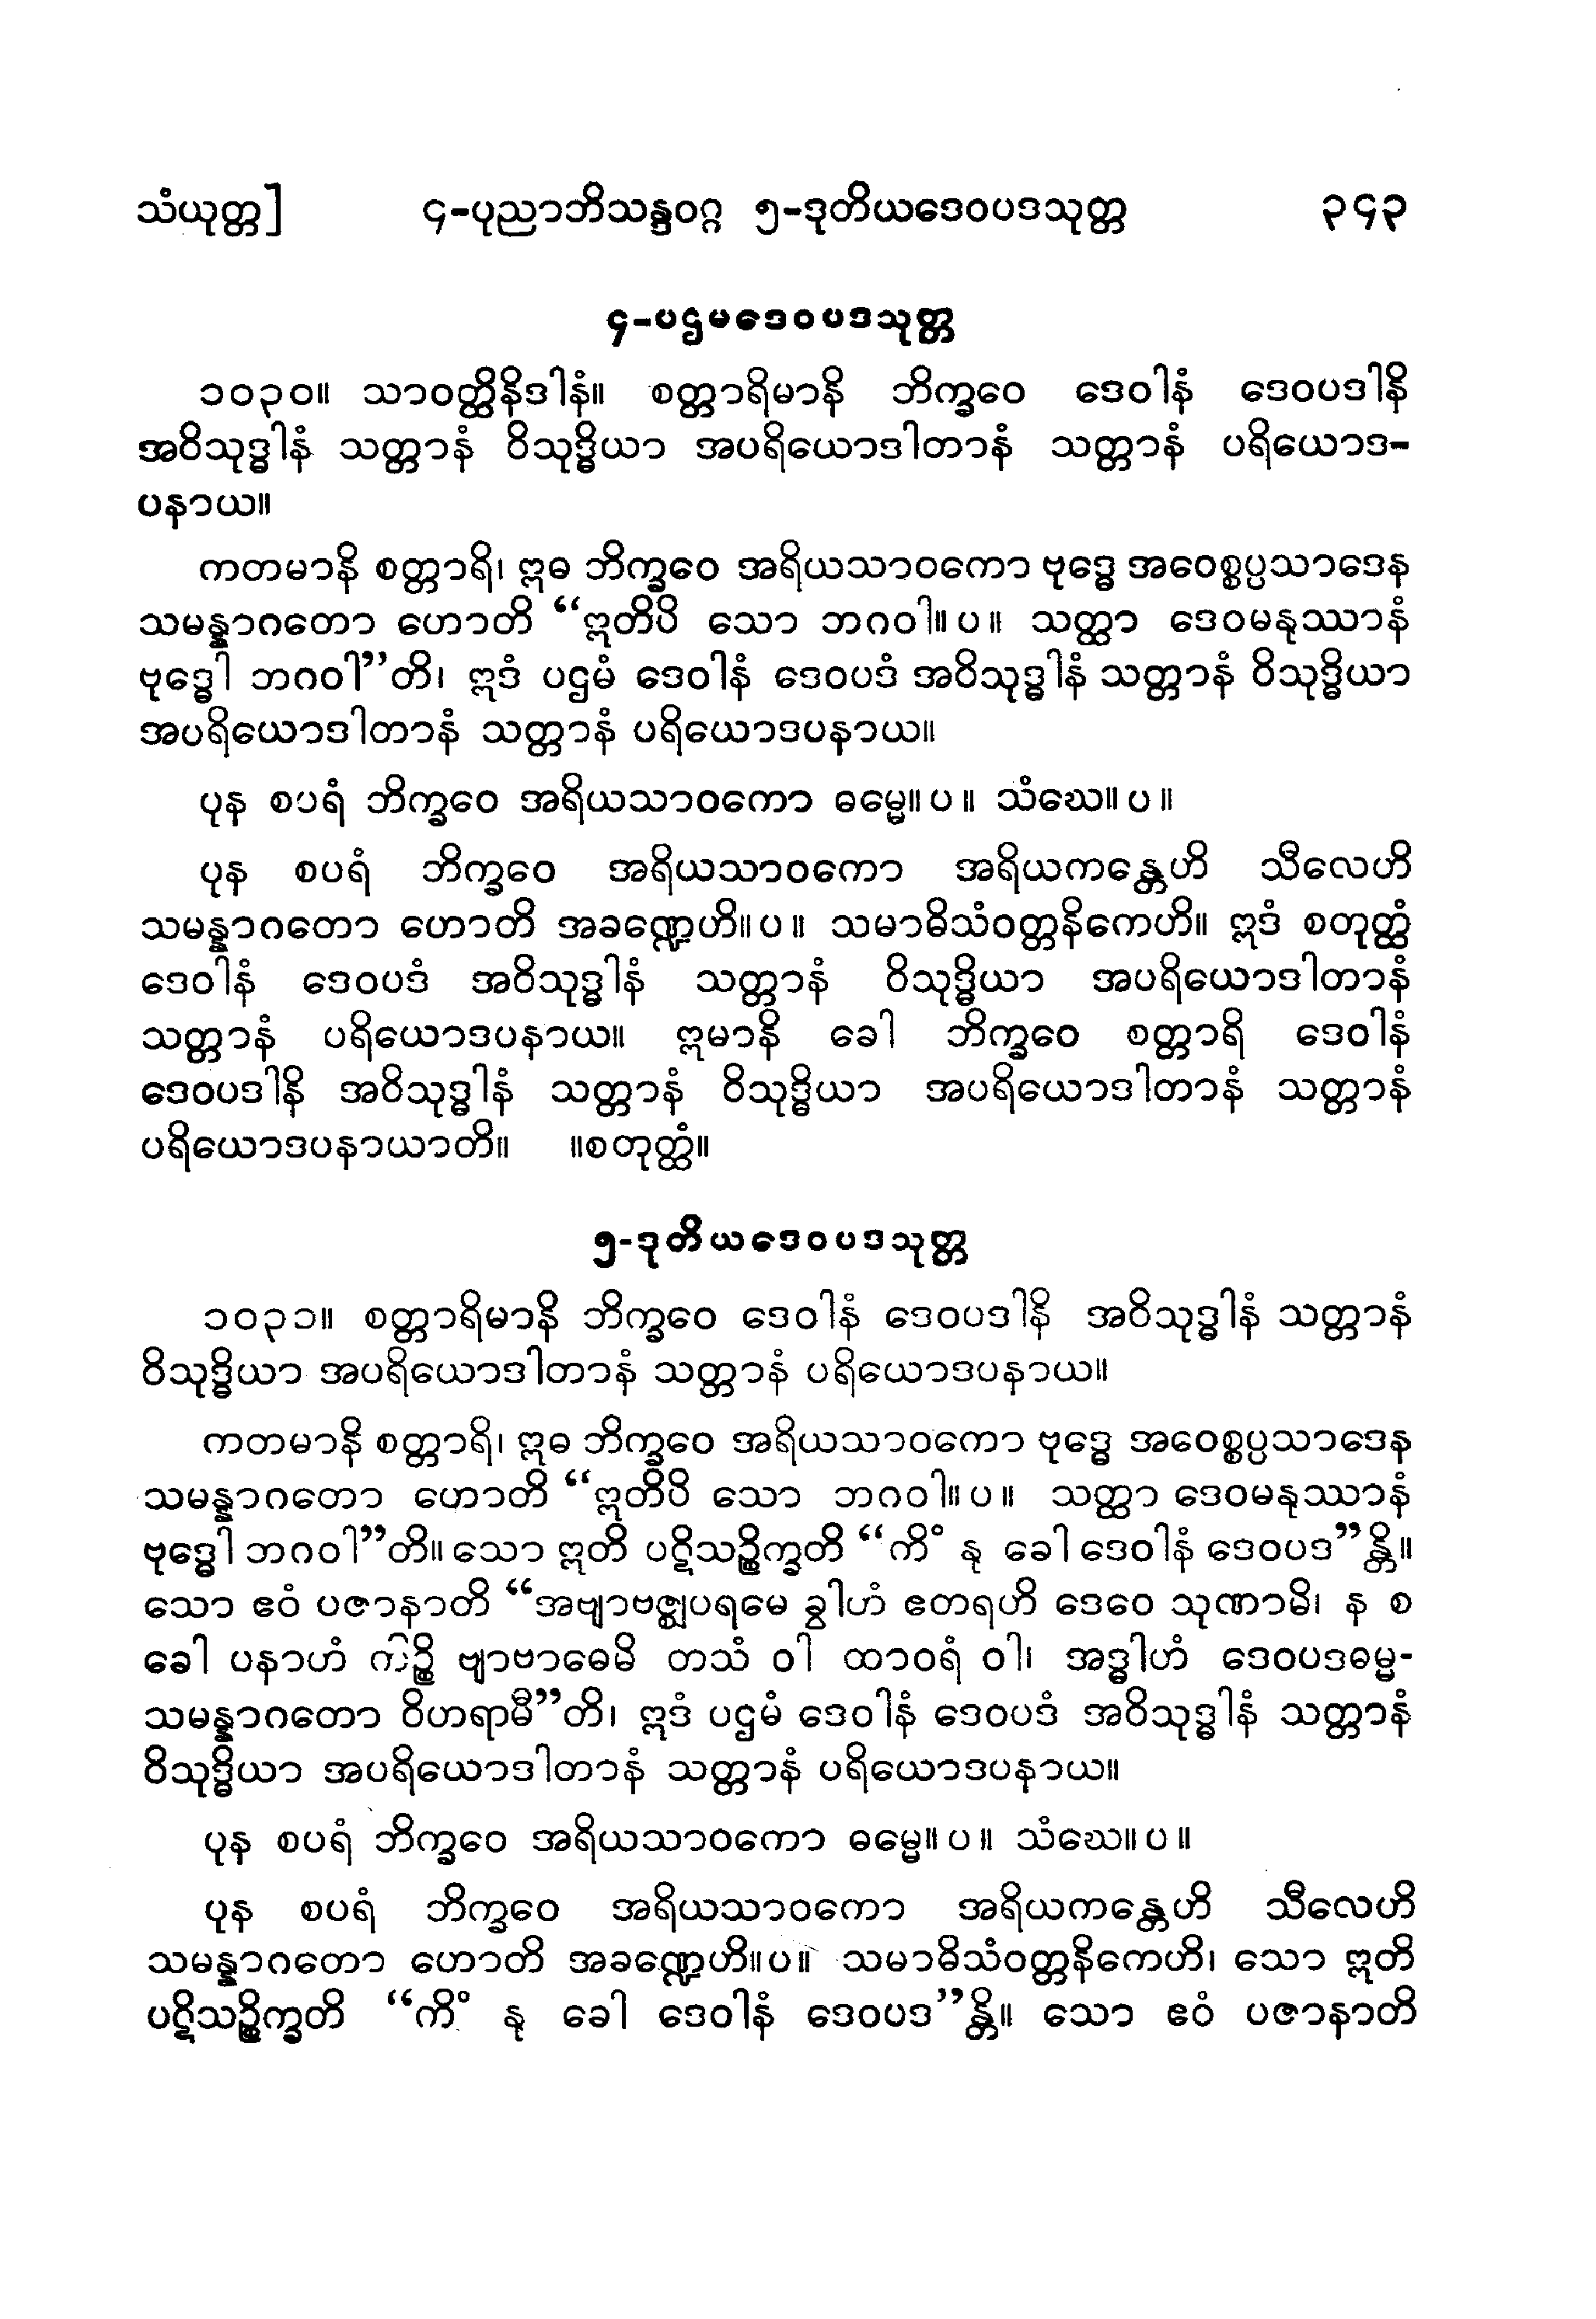 သံယုတ္တ] ၄-ပုညာဘိသန္ဒဝဂ္ဂ ၅-ဒုတိယဒေဝပဒသုတ္တ ၃၄၃
၄-ပဌမဒေဝပဒသုတ္တ
၁၀၃၀။ သာဝတ္ထိနိဒါနံ။ စတ္တာရိမာနိ ဘိက္ခဝေ ဒေဝါနံ ဒေဝပဒါနိ
အဝိသုဒ္ဓါနံ သတ္တာနံ ဝိသုဒ္ဓိယာ အပရိယောဒါတာနံ သတ္တာနံ ပရိယောဒ-
ပနာယ။
ကတမာနိ စတ္တာရိ၊ ဣဓ ဘိက္ခဝေ အရိယသာဝကော ဗုဒ္ဓေ အဝေစ္စပ္ပသာဒေန
သမန္နာဂတော ဟောတိ “ဣတိပိ သော ဘဂဝါ။ပ။ သတ္ထာ ဒေဝမနုဿာနံ
ဗုဒ္ဓေါ ဘဂဝါ”တိ၊ ဣဒံ ပဌမံ ဒေဝါနံ ဒေဝပဒံ အဝိသုဒ္ဓါနံ သတ္တာနံ ဝိသုဒ္ဓိယာ
အပရိယောဒါတာနံ သတ္တာနံ ပရိယောဒပနာယ။
ပုန စပရံ ဘိက္ခဝေ အရိယသာဝကော ဓမ္မေ။ပ။ သံဃေ။ပ။
ပုန စပရံ ဘိက္ခဝေ အရိယသာဝကော အရိယကန္တေဟိ သီလေဟိ
သမန္နာဂတော ဟောတိ အခဏ္ဍေဟိ။ပ။ သမာဓိသံဝတ္တနိကေဟိ။ ဣဒံ စတုတ္ထံ
ဒေဝါနံ ဒေဝပဒံ အဝိသုဒ္ဓါနံ သတ္တာနံ ဝိသုဒ္ဓိယာ အပရိယောဒါတာနံ
သတ္တာနံ ပရိယောဒပနာယ။ ဣမာနိ ခေါ ဘိက္ခဝေ စတ္တာရိ ဒေဝါနံ
ဒေဝပဒါနိ အဝိသုဒ္ဓါနံ သတ္တာနံ ဝိသုဒ္ဓိယာ အပရိယောဒါတာနံ သတ္တာနံ
ပရိယောဒပနာယာတိ။ ။စတုတ္ထံ။
၅-ဒုတိယဒေဝပဒသုတ္တ
၁၀၃၁။ စတ္တာရိမာနိ ဘိက္ခဝေ ဒေဝါနံ ဒေဝပဒါနိ အဝိသုဒ္ဓါနံ သတ္တာနံ
ဝိသုဒ္ဓိယာ အပရိယောဒါတာနံ သတ္တာနံ ပရိယောဒပနာယ။
ကတမာနိ စတ္တာရိ၊ ဣဓ ဘိက္ခဝေ အရိယသာဝကော ဗုဒ္ဓေ အဝေစ္စပ္ပသာဒေန
သမန္နာဂတော ဟောတိ “ဣတိပိ သော ဘဂဝါ။ပ။ သတ္ထာ ဒေဝမနုဿာနံ
ဗုဒ္ဓေါ ဘဂဝါ”တိ။ သော ဣတိ ပဋိသဉ္စိက္ခတိ “ကိံ နု ခေါ ဒေဝါနံ ဒေဝပဒ”န္တိ။
သော ဧဝံ ပဇာနာတိ “အဗျာဗဇ္ဈပရမေ ခွါဟံ ဧတရဟိ ဒေဝေ သုဏာမိ၊ န စ
ခေါ ပနာဟံ ကိဉ္စိ ဗျာဗာဓေမိ တသံ ဝါ ထာဝရံ ဝါ၊ အဒ္ဓါဟံ ဒေဝပဒဓမ္မ-
သမန္နာဂတော ဝိဟရာမီ”တိ၊ ဣဒံ ပဌမံ ဒေဝါနံ ဒေဝပဒံ အဝိသုဒ္ဓါနံ သတ္တာနံ
ဝိသုဒ္ဓိယာ အပရိယောဒါတာနံ သတ္တာနံ ပရိယောဒပနာယ။
ပုန စပရံ ဘိက္ခဝေ အရိယသာဝကော ဓမ္မေ။ပ။ သံဃေ။ပ။
ပုန စပရံ ဘိက္ခဝေ အရိယသာဝကော အရိယကန္တေဟိ သီလေဟိ
သမန္နာဂတော ဟောတိ အခဏ္ဍေဟိ။ပ။ သမာဓိသံဝတ္တနိကေဟိ၊ သော ဣတိ
ပဋိသဉ္စိက္ခတိ “ကိံ နု ခေါ ဒေဝါနံ ဒေဝပဒ”န္တိ။ သော ဧဝံ ပဇာနာတိ